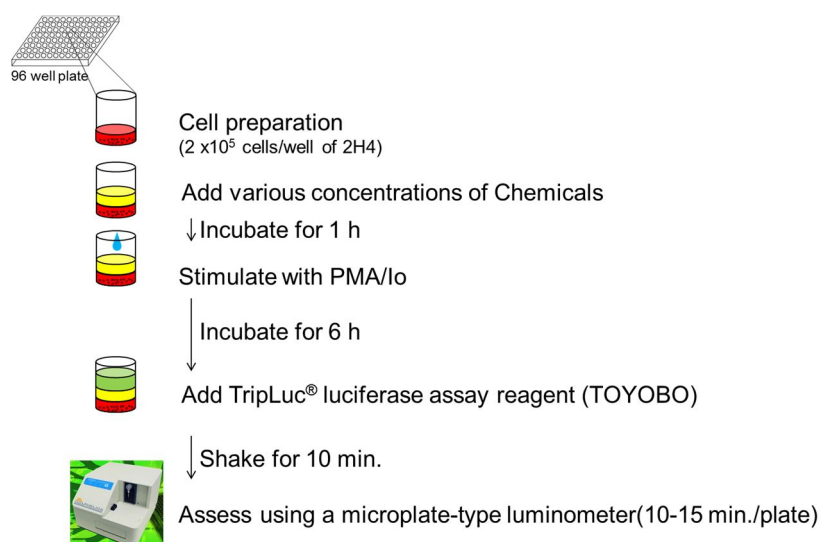 96 well plate
Cell preparation
(2 x10⁵ cells/well of 2H4)
Add various concentrations of Chemicals
Incubate for 1 h
Stimulate with PMA/Io
Incubate for 6 h
Add TripLuc® luciferase assay reagent (TOYOBO)
Shake for 10 min.
Assess using a microplate-type luminometer(10-15 min./plate)